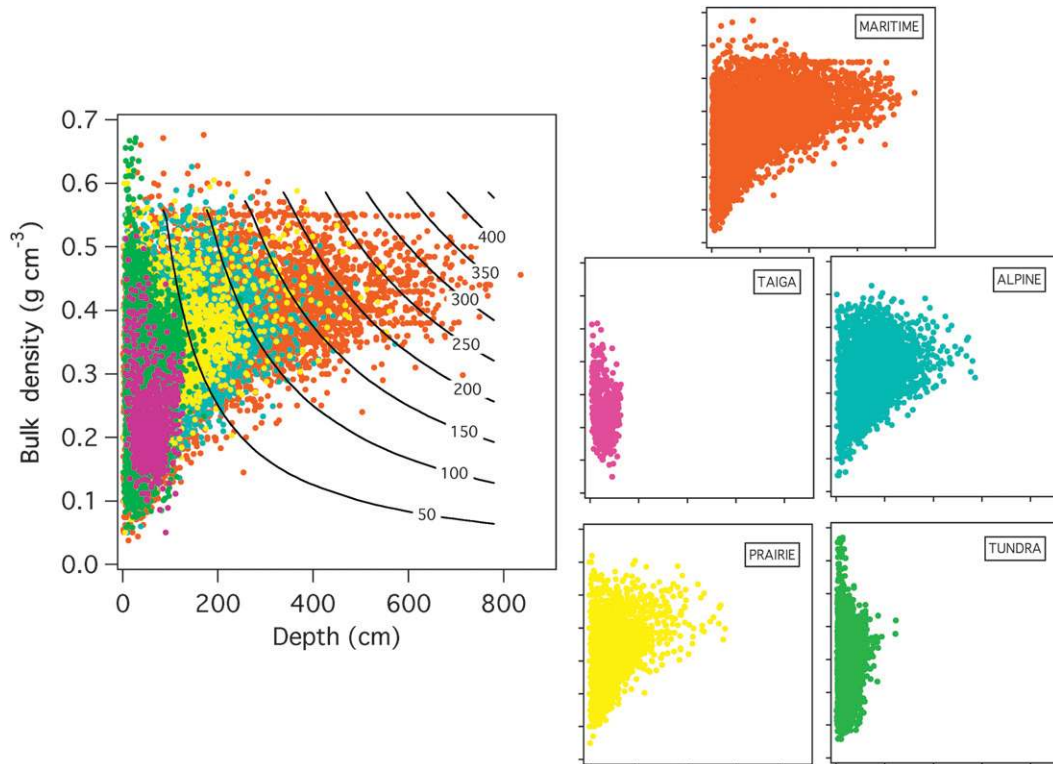 MARITIME
0.7
0.6
0.5
0.4
0.3
0.2
0.1
0.0
Bulk density (g cm⁻³)
0 200 400 600 800
Depth (cm)
400
350
300
250
200
150
100
50
TAIGA
ALPINE
PRAIRIE
TUNDRA